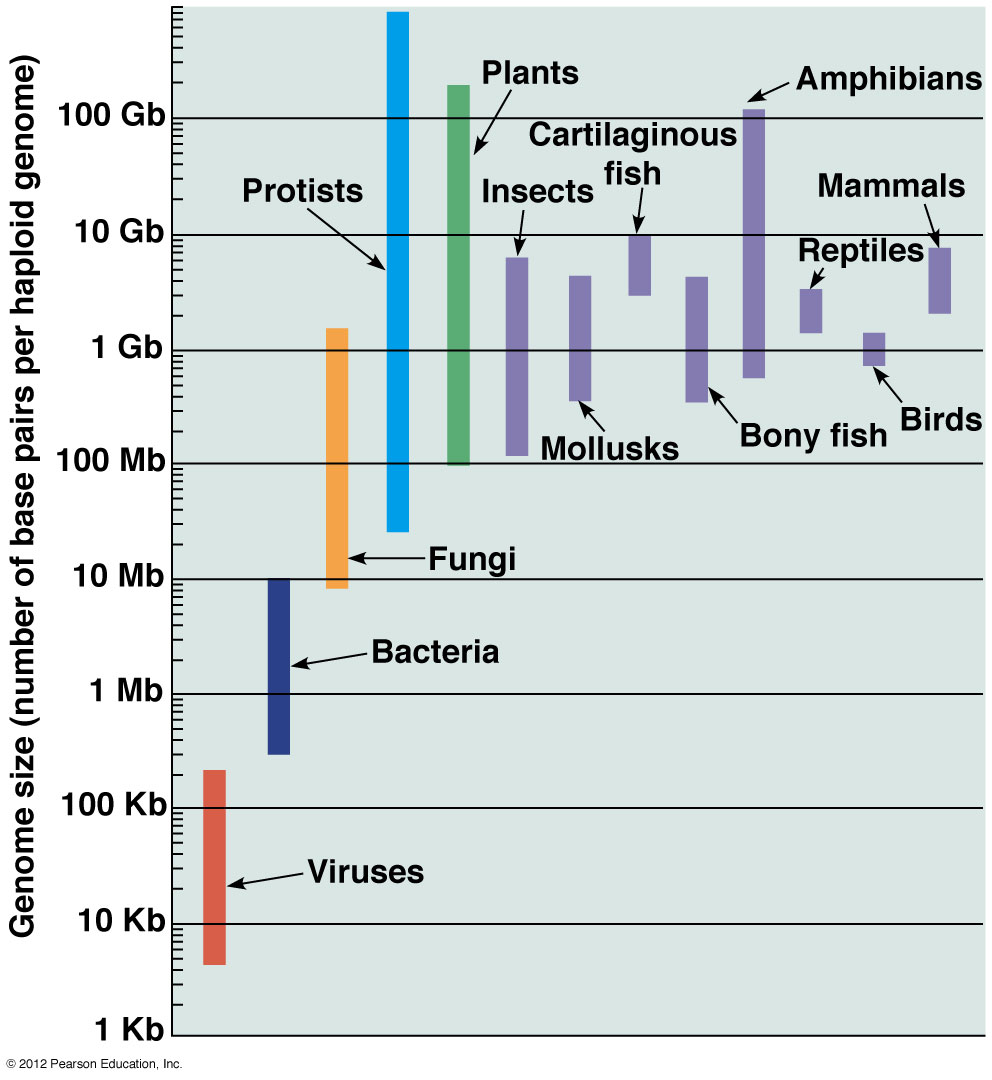 Genome size (number of base pairs per haploid genome)
100 Gb
10 Gb
1 Gb
100 Mb
10 Mb
1 Mb
100 Kb
10 Kb
1 Kb
Plants
Amphibians
Cartilaginous
fish
Protists
Insects
Mammals
Reptiles
Birds
Mollusks
Bony fish
Fungi
Bacteria
Viruses
© 2012 Pearson Education, Inc.